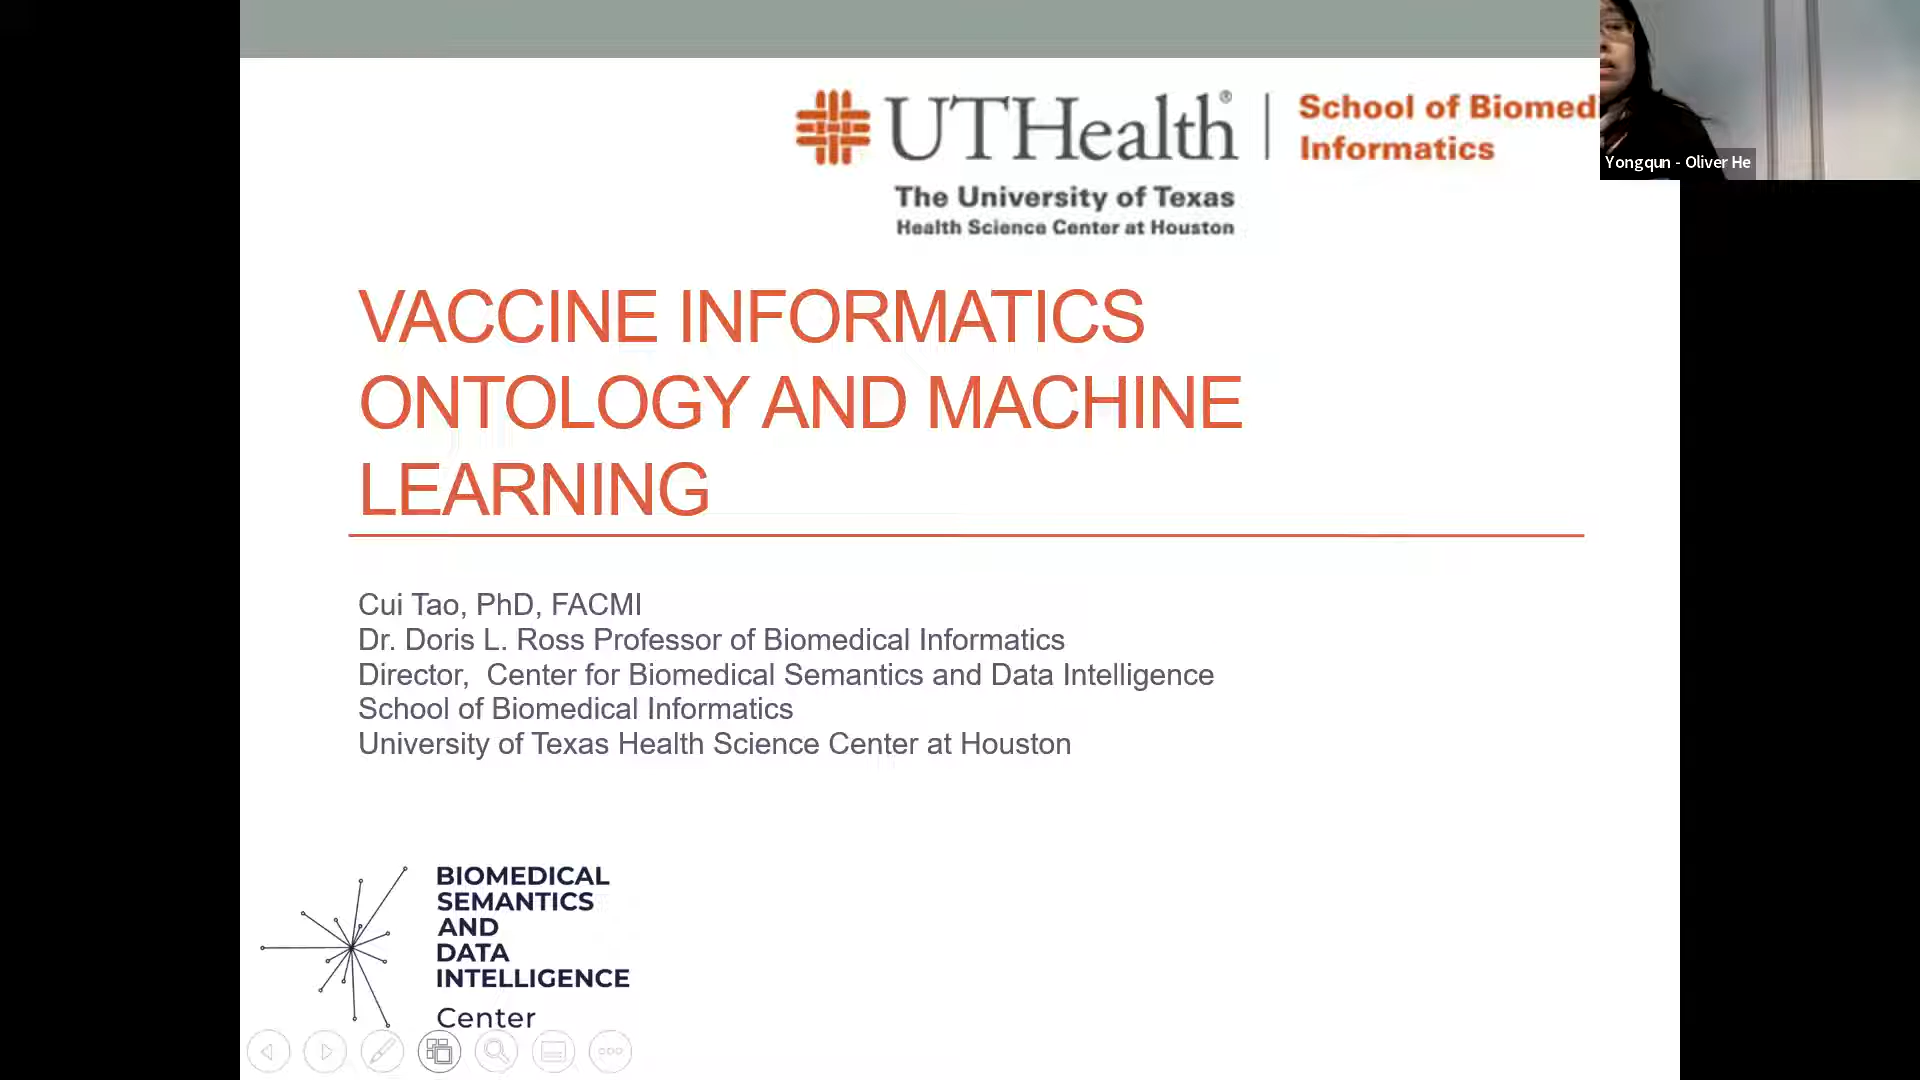 UTHealth®
School of Biomed
Informatics
The University of Texas
Health Science Center at Houston
Yongqun - Oliver He
VACCINE INFORMATICS
ONTOLOGY AND MACHINE
LEARNING
Cui Tao, PhD, FACMI
Dr. Doris L. Ross Professor of Biomedical Informatics
Director,  Center for Biomedical Semantics and Data Intelligence
School of Biomedical Informatics
University of Texas Health Science Center at Houston
BIOMEDICAL
SEMANTICS
AND
DATA
INTELLIGENCE
Center